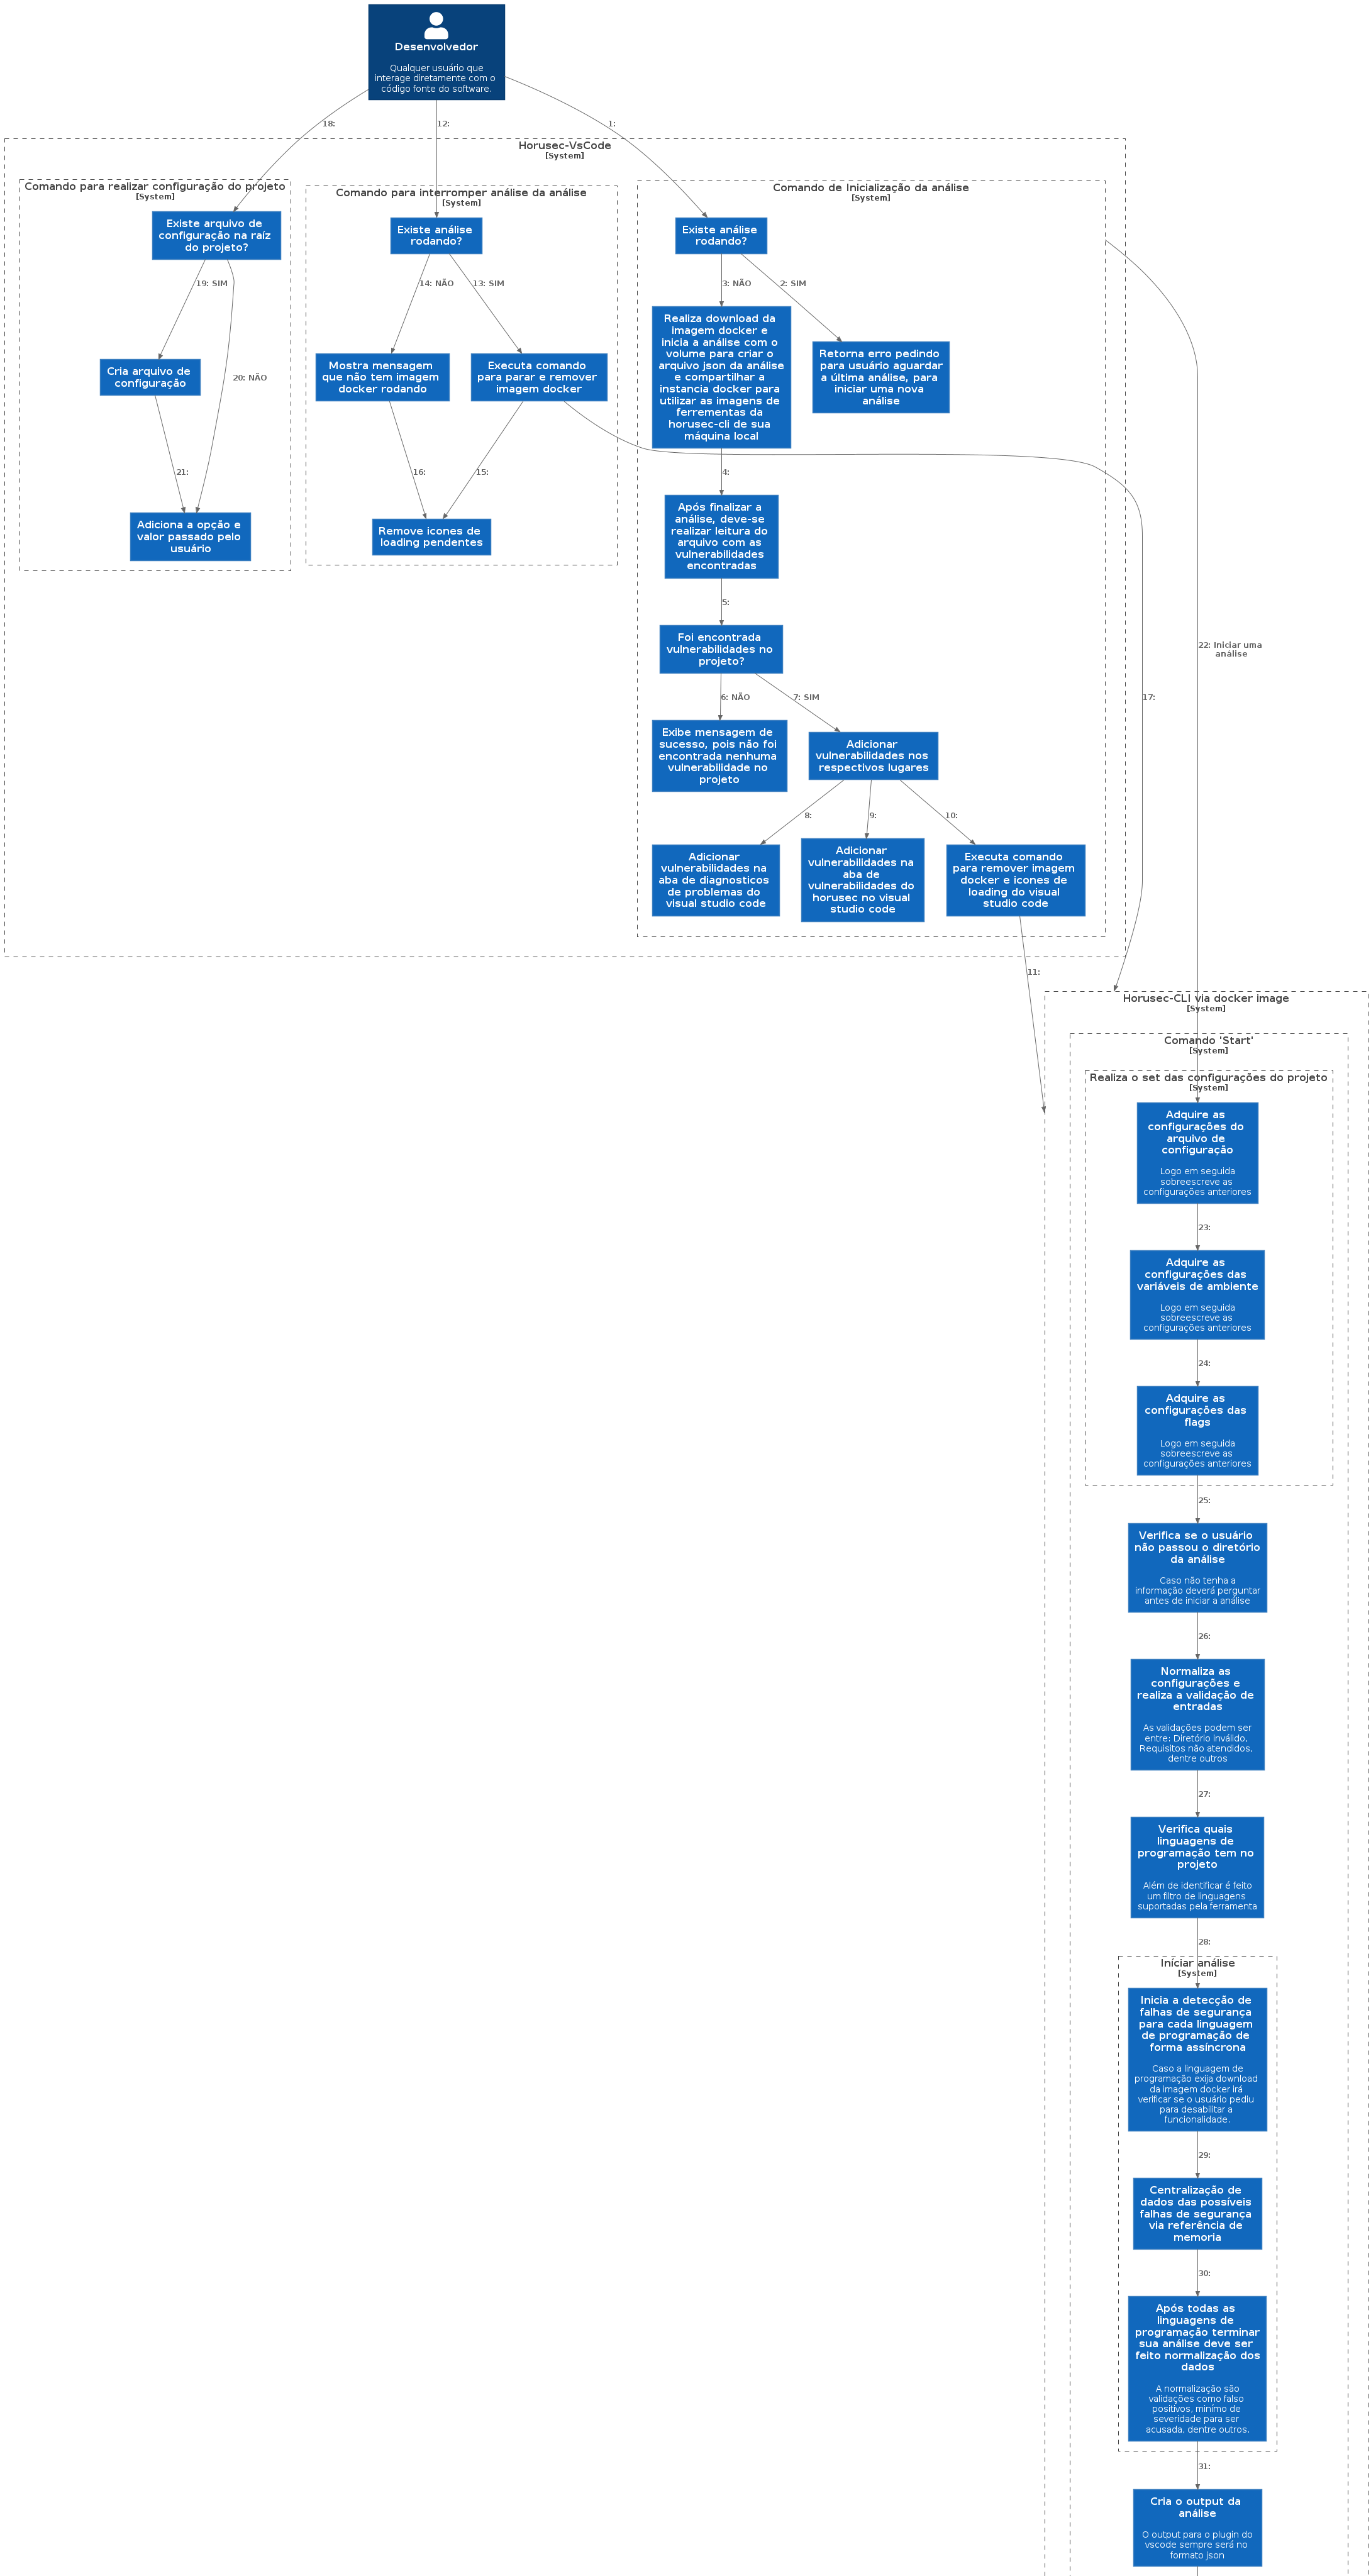 Desenvolvedor
Qualquer usuário que
interage diretamente com o
código fonte do software.
18:
12:
1:
Horusec-VsCode
[System]
Comando para realizar configuração do projeto
[System]
Existe arquivo de
configuração na raíz
do projeto?
19: SIM
20: NÃO
Cria arquivo de
configuração
21:
Adiciona a opção e
valor passado pelo
usuário
Comando para interromper análise da análise
[System]
Existe análise
rodando?
14: NÃO
13: SIM
Mostra mensagem
que não tem imagem
docker rodando
Executa comando
para parar e remover
imagem docker
16:
15:
Remove icones de
loading pendentes
Comando de Inicialização da análise
[System]
Existe análise
rodando?
3: NÃO
2: SIM
Realiza download da
imagem docker e
inicia a análise com o
volume para criar o
arquivo json da análise
e compartilhar a
instancia docker para
utilizar as imagens de
ferrementas da
horusec-cli de sua
máquina local
Retorna erro pedindo
para usuário aguardar
a última análise, para
iniciar uma nova
análise
4:
Após finalizar a
análise, deve-se
realizar leitura do
arquivo com as
vulnerabilidades
encontradas
5:
Foi encontrada
vulnerabilidades no
projeto?
6: NÃO
7: SIM
Exibe mensagem de
sucesso, pois não foi
encontrada nenhuma
vulnerabilidade no
projeto
Adicionar
vulnerabilidades nos
respectivos lugares
8:
9:
10:
Adicionar
vulnerabilidades na
aba de diagnosticos
de problemas do
visual studio code
Adicionar
vulnerabilidades na
aba de
vulnerabilidades do
horusec no visual
studio code
Executa comando
para remover imagem
docker e icones de
loading do visual
studio code
11:
17:
22: Iniciar uma
análise
Horusec-CLI via docker image
[System]
Comando 'Start'
[System]
Realiza o set das configurações do projeto
[System]
Adquire as
configurações do
arquivo de
configuração
Logo em seguida
sobreescreve as
configurações anteriores
23:
Adquire as
configurações das
variáveis de ambiente
Logo em seguida
sobreescreve as
configurações anteriores
24:
Adquire as
configurações das
flags
Logo em seguida
sobreescreve as
configurações anteriores
25:
Verifica se o usuário
não passou o diretório
da análise
Caso não tenha a
informação deverá perguntar
antes de iniciar a análise
26:
Normaliza as
configurações e
realiza a validação de
entradas
As validações podem ser
entre: Diretório inválido,
Requisitos não atendidos,
dentre outros
27:
Verifica quais
linguagens de
programação tem no
projeto
Além de identificar é feito
um filtro de linguagens
suportadas pela ferramenta
28:
Iníciar análise
[System]
Inicia a detecção de
falhas de segurança
para cada linguagem
de programação de
forma assíncrona
Caso a linguagem de
programação exija download
da imagem docker irá
verificar se o usuário pediu
para desabilitar a
funcionalidade.
29:
Centralização de
dados das possíveis
falhas de segurança
via referência de
memoria
30:
Após todas as
linguagens de
programação terminar
sua análise deve ser
feito normalização dos
dados
A normalização são
validações como falso
positivos, minímo de
severidade para ser
acusada, dentre outros.
31:
Cria o output da
análise
O output para o plugin do
vscode sempre será no
formato json